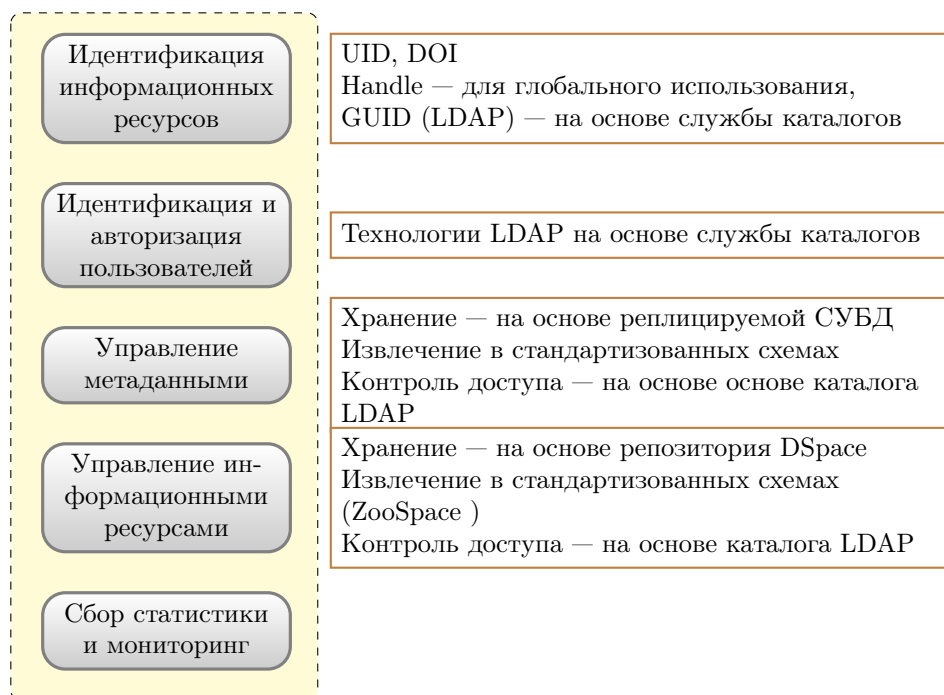 Идентификация
информационных
ресурсов
UID, DOI
Handle — для глобального использования,
GUID (LDAP) — на основе службы каталогов
Идентификация и
авторизация
пользователей
Технологии LDAP на основе службы каталогов
Управление
метаданными
Хранение — на основе реплицируемой СУБД
Извлечение в стандартизованных схемах
Контроль доступа — на основе основе каталога
LDAP
Управление ин-
формационными
ресурсами
Хранение — на основе репозитория DSpace
Извлечение в стандартизованных схемах
(ZooSpace )
Контроль доступа — на основе каталога LDAP
Сбор статистики
и мониторинг